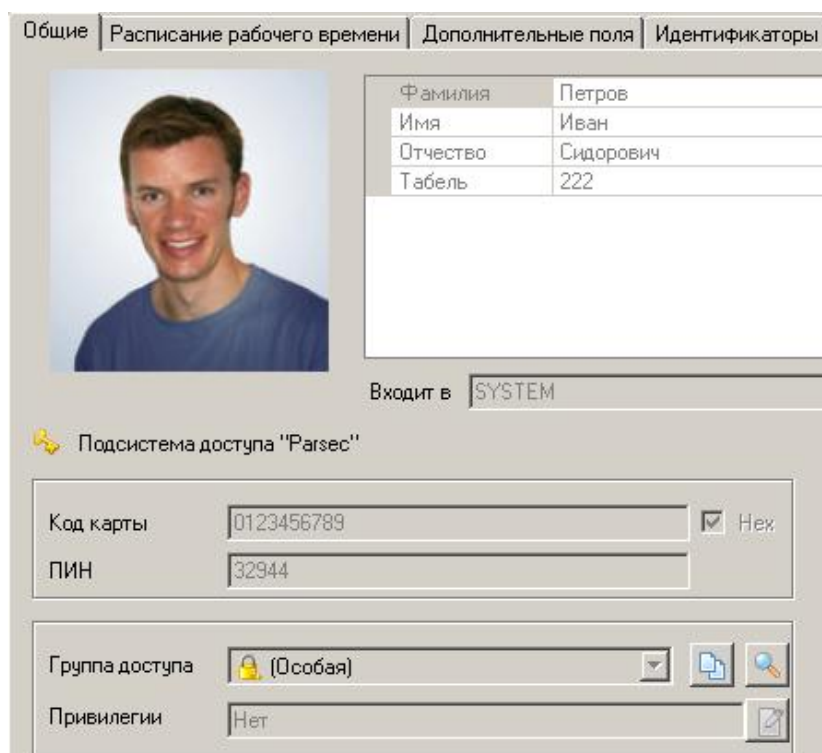 Общие Расписание рабочего времени Дополнительные поля Идентификаторы
Фамилия Петров
Имя Иван
Отчество Сидорович
Табель 222
Входит в SYSTEM
Подсистема доступа "Parsec"
Код карты 0123456789 Hex
ПИН 32944
Группа доступа (Особая)
Привилегии Нет